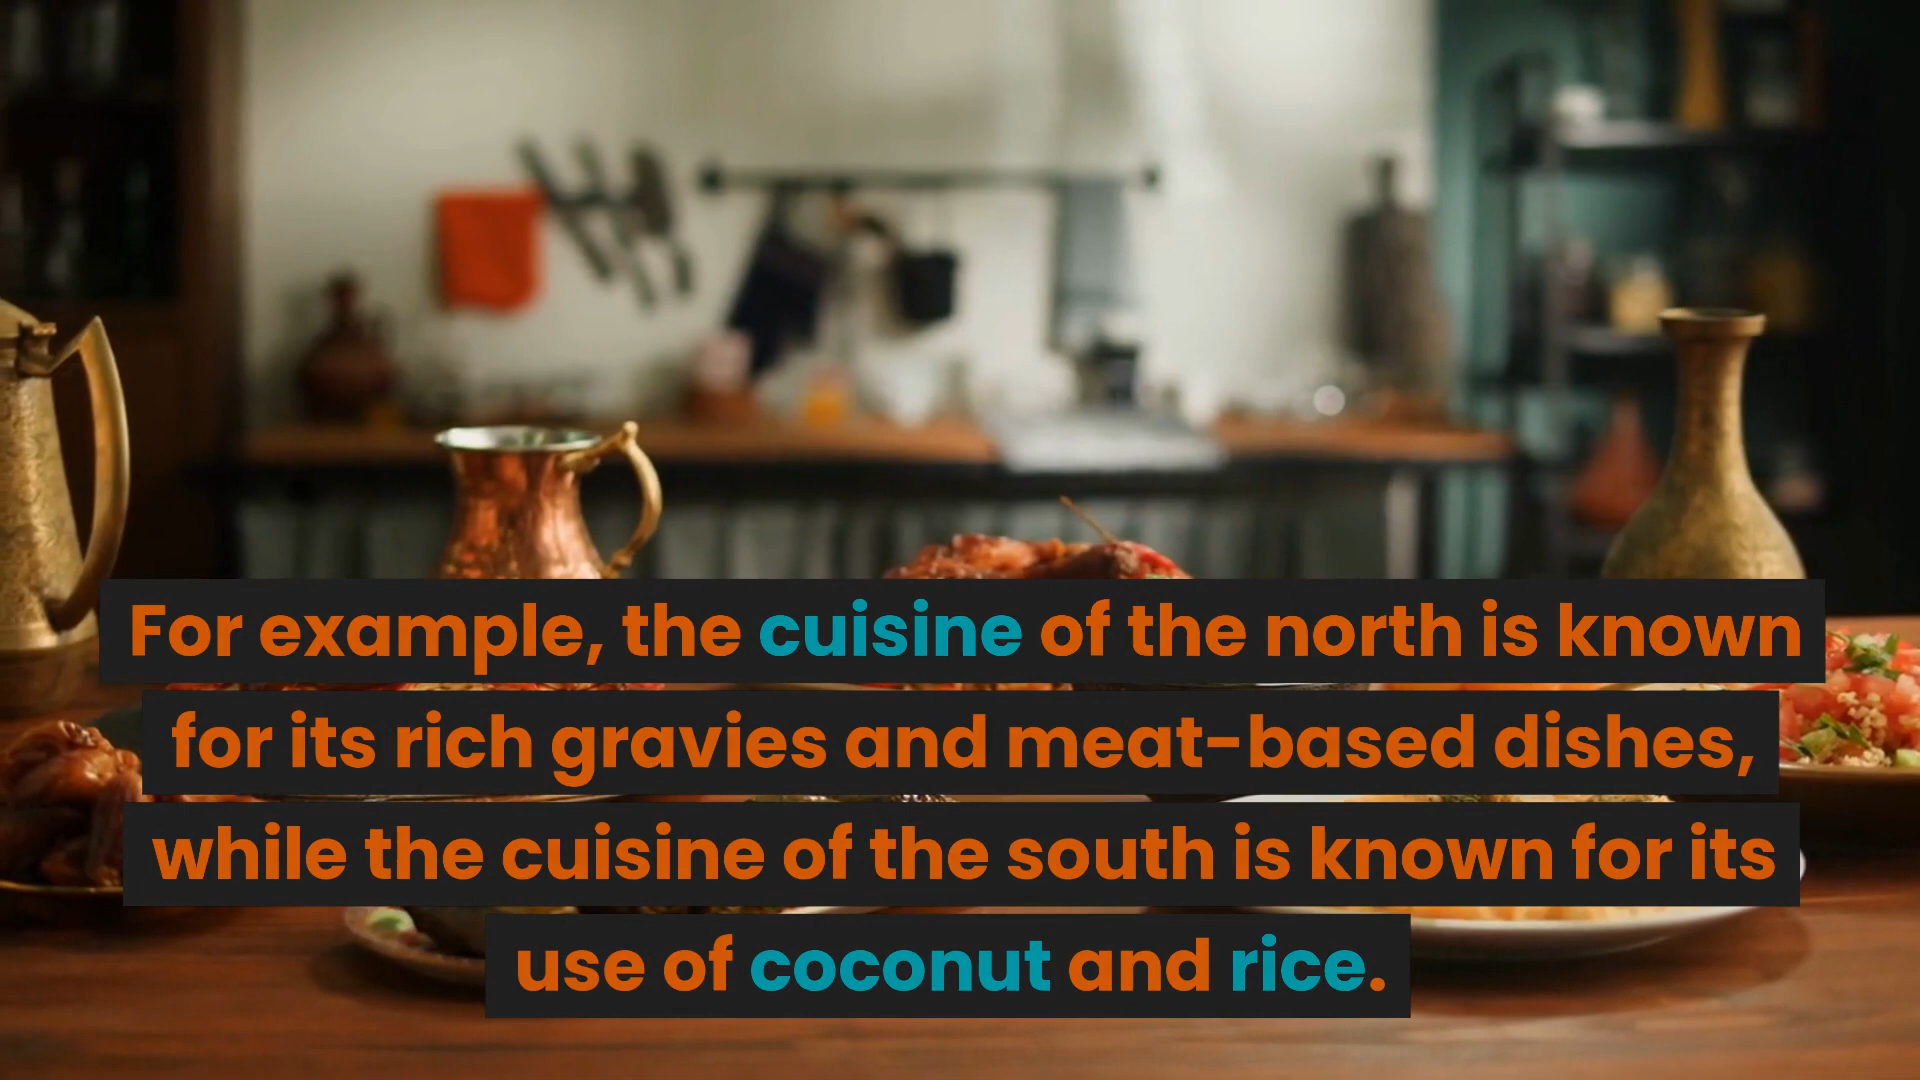 For example, the cuisine of the north is known
for its rich gravies and meat-based dishes,
while the cuisine of the south is known for its
use of coconut and rice.